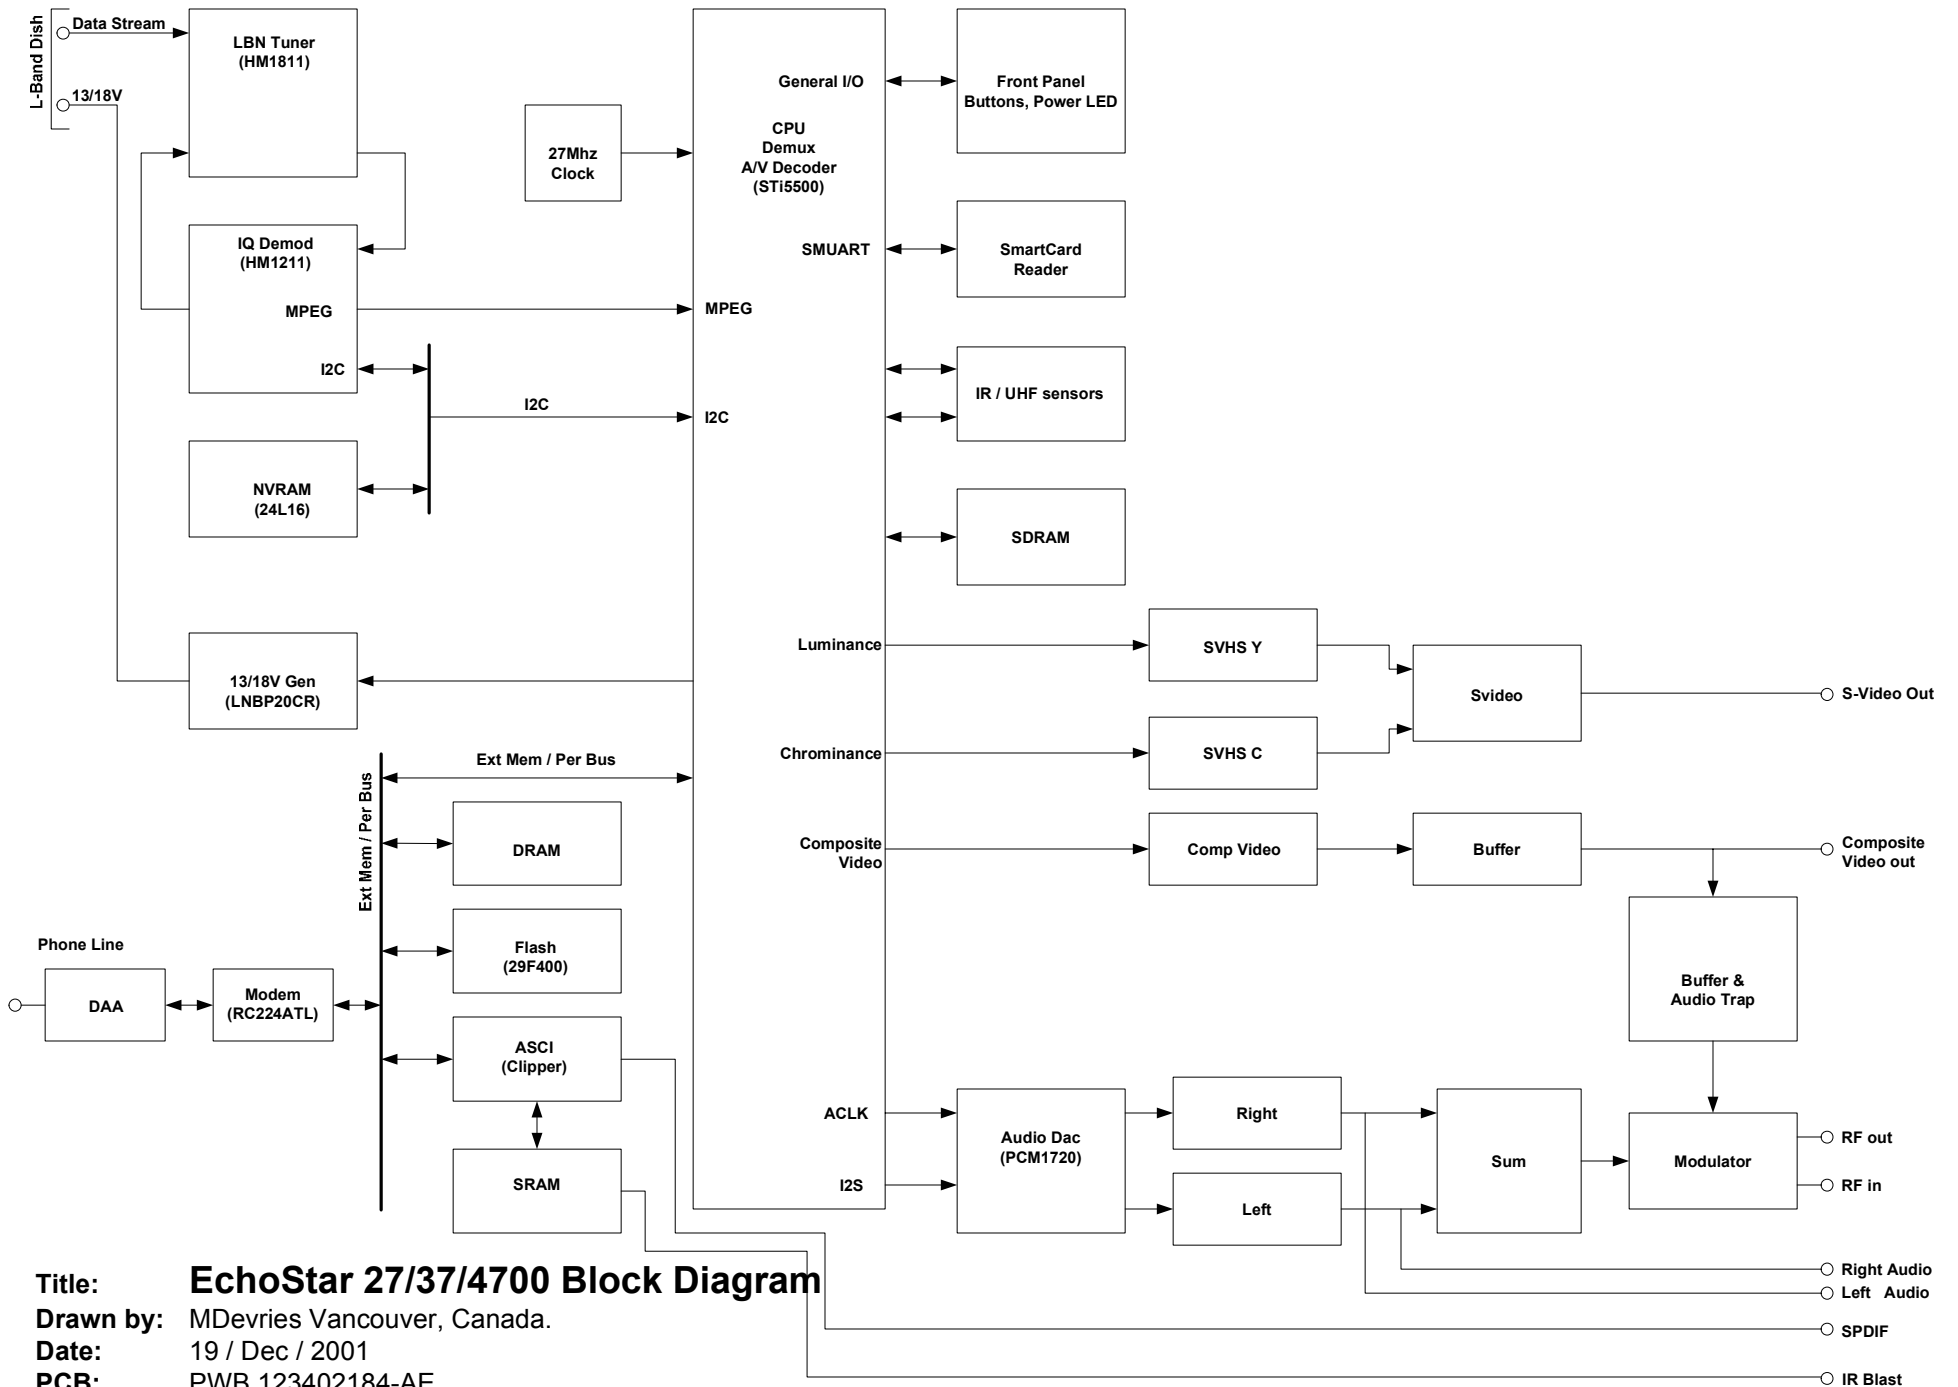 L-Band Dish
Data Stream
13/18V
LBN Tuner
(HM1811)
IQ Demod
(HM1211)
MPEG
I2C
NVRAM
(24L16)
13/18V Gen
(LNBP20CR)
27Mhz
Clock
I2C
General I/O
CPU
Demux
A/V Decoder
(STi5500)
SMUART
MPEG
I2C
Luminance
Chrominance
Composite
Video
ACLK
I2S
Front Panel
Buttons, Power LED
SmartCard
Reader
IR / UHF sensors
SDRAM
SVHS Y
SVHS C
Svideo
S-Video Out
Comp Video
Buffer
Composite
Video out
Buffer &
Audio Trap
Ext Mem / Per Bus
Ext Mem / Per Bus
DRAM
Flash
(29F400)
ASCI
(Clipper)
SRAM
Phone Line
DAA
Modem
(RC224ATL)
Audio Dac
(PCM1720)
Right
Left
Sum
Modulator
RF out
RF in
Right Audio
Left Audio
SPDIF
IR Blast
Title: EchoStar 27/37/4700 Block Diagram
Drawn by: MDevries Vancouver, Canada.
Date: 19 / Dec / 2001
PCB: PWB 123402184-AE